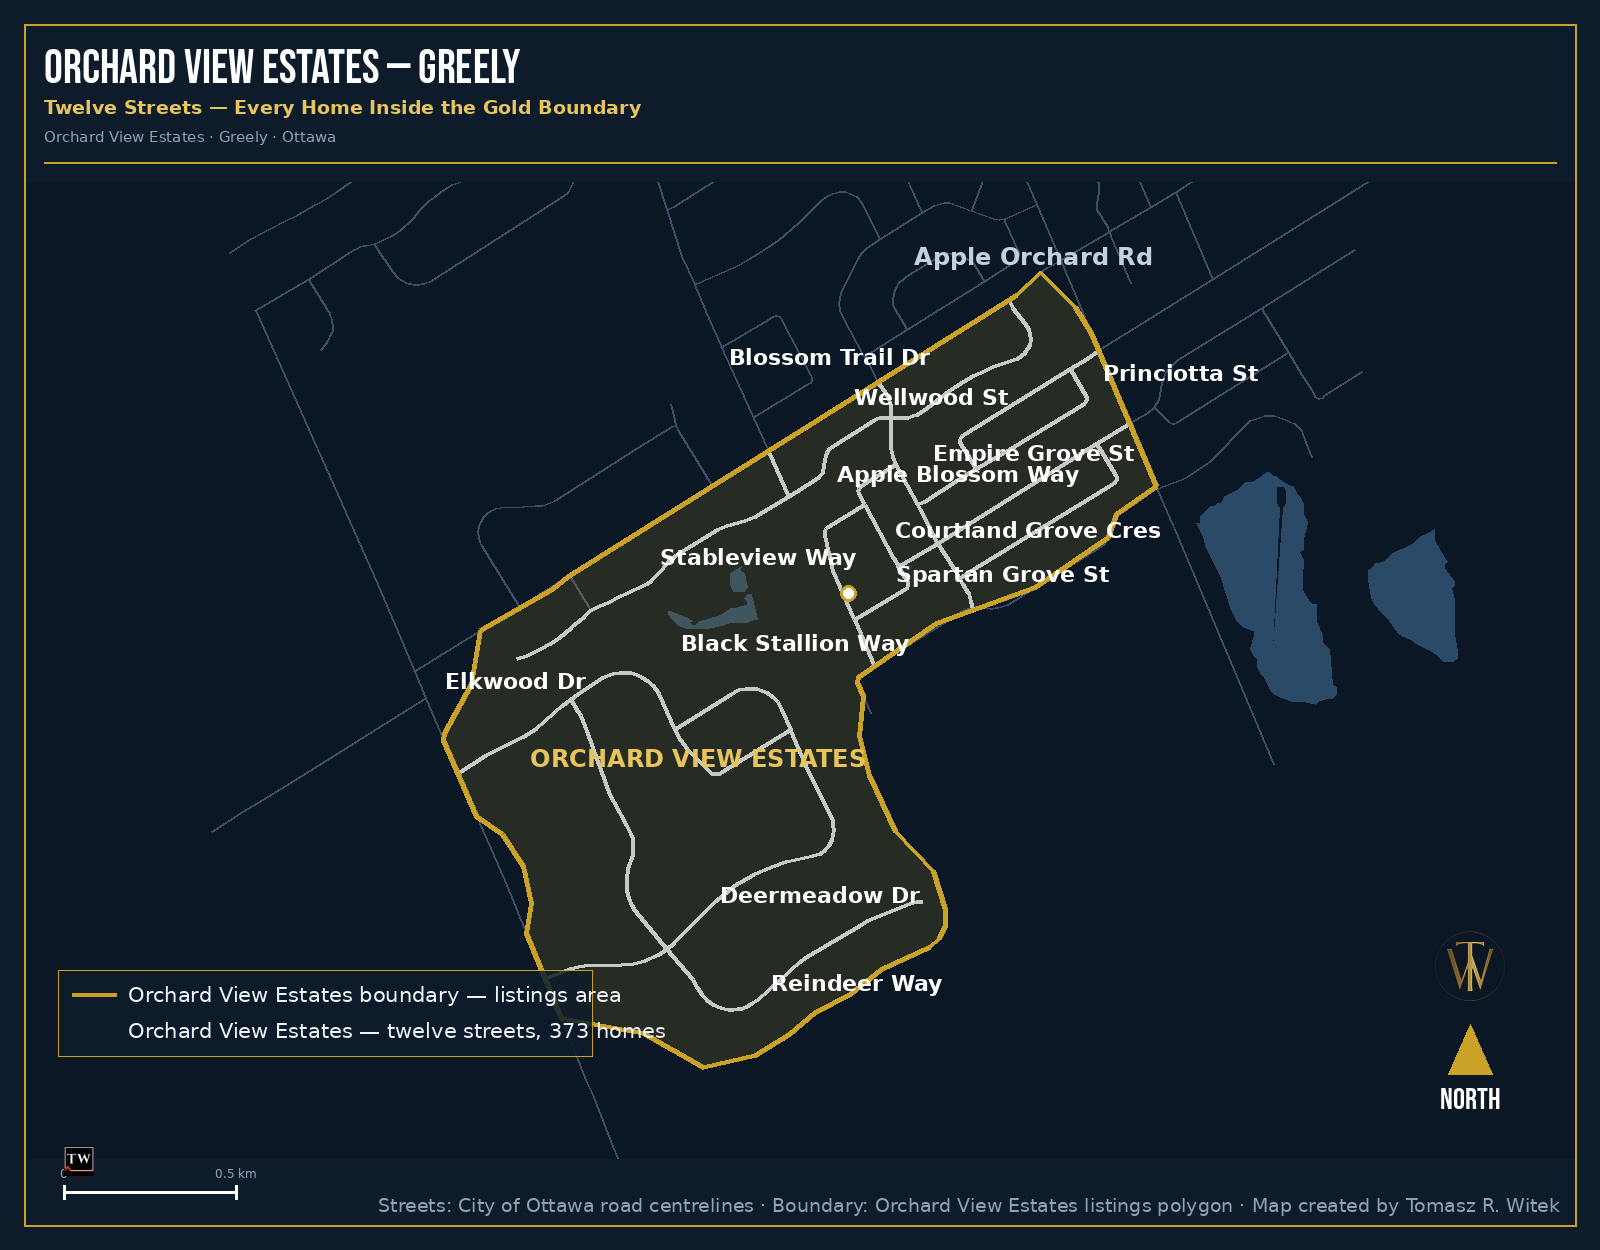 ORCHARD VIEW ESTATES — GREELY
Twelve Streets — Every Home Inside the Gold Boundary
Orchard View Estates · Greely · Ottawa
Apple Orchard Rd
Blossom Trail Dr
Princiotta St
Wellwood St
Empire Grove St
Apple Blossom Way
Courtland Grove Cres
Stableview Way
Spartan Grove St
Black Stallion Way
Elkwood Dr
ORCHARD VIEW ESTATES
Deermeadow Dr
Reindeer Way
Orchard View Estates boundary — listings area
Orchard View Estates — twelve streets, 373 homes
TW
NORTH
TW
0 0.5 km
Streets: City of Ottawa road centrelines · Boundary: Orchard View Estates listings polygon · Map created by Tomasz R. Witek